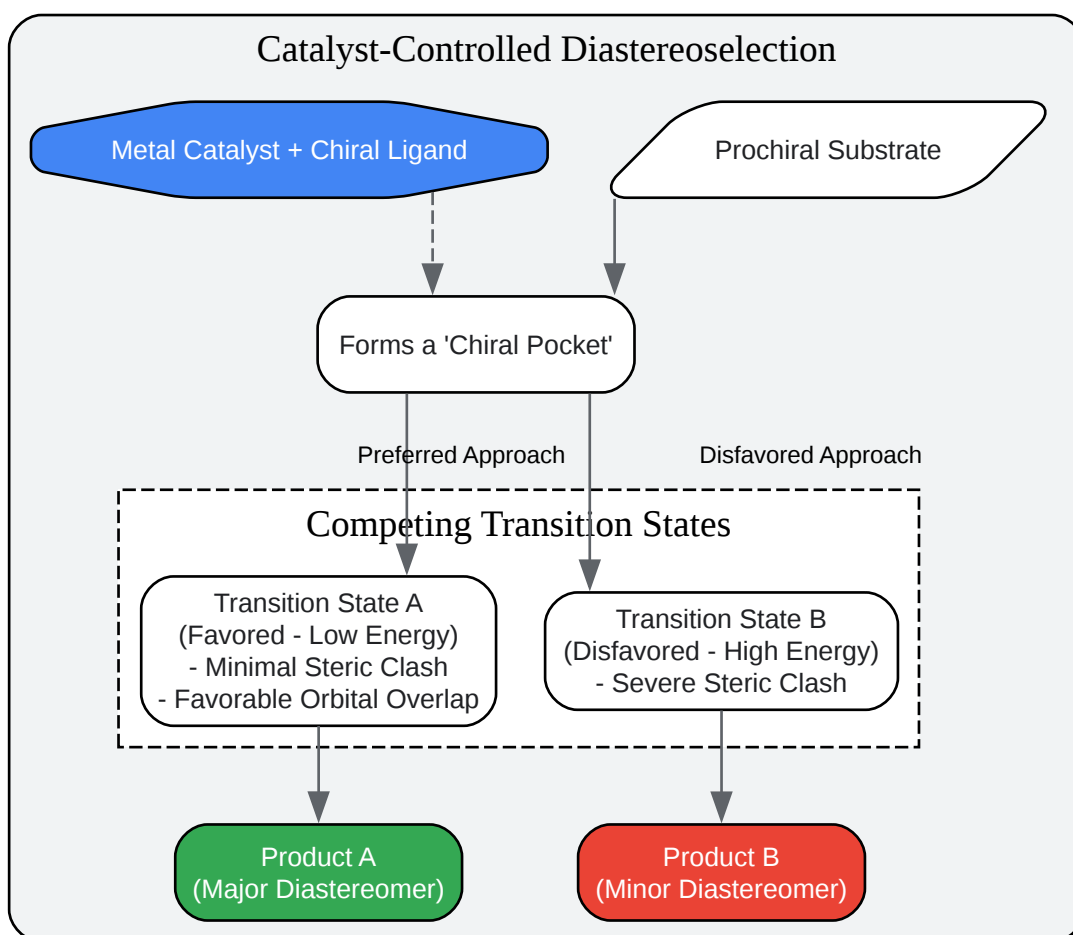 Catalyst-Controlled Diastereoselection
Metal Catalyst + Chiral Ligand
Prochiral Substrate
Forms a 'Chiral Pocket'
Preferred Approach
Disfavored Approach
Competing Transition States
Transition State A
(Favored - Low Energy)
- Minimal Steric Clash
- Favorable Orbital Overlap
Transition State B
(Disfavored - High Energy)
- Severe Steric Clash
Product A
(Major Diastereomer)
Product B
(Minor Diastereomer)